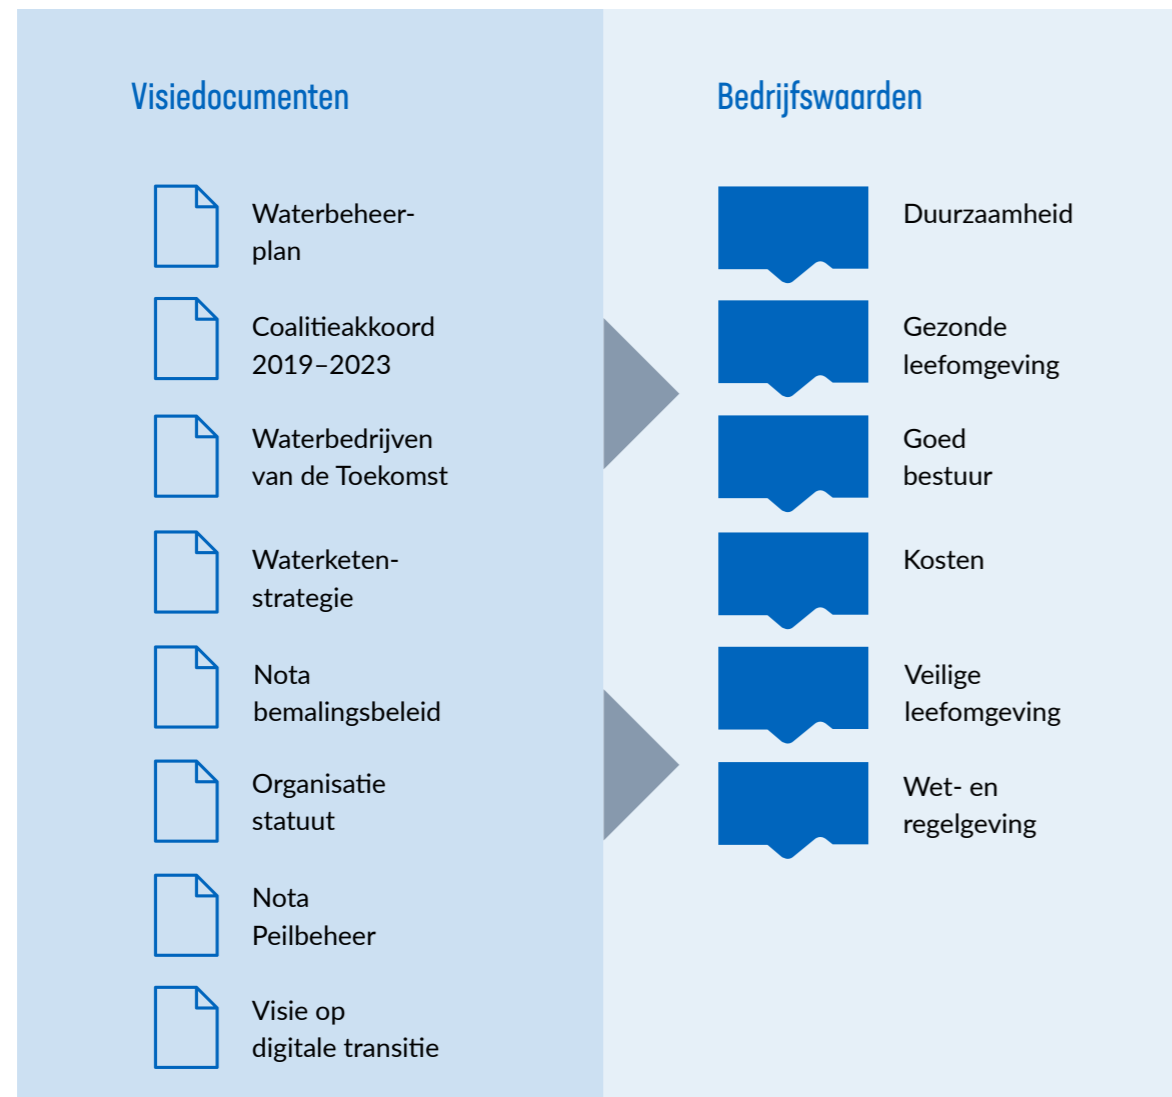 Visiedocumenten
Waterbeheer-
plan
Coalitieakkoord
2019–2023
Waterbedrijven
van de Toekomst
Waterketen-
strategie
Nota
bemalingsbeleid
Organisatie
statuut
Nota
Peilbeheer
Visie op
digitale transitie
Bedrijfswaarden
Duurzaamheid
Gezonde
leefomgeving
Goed
bestuur
Kosten
Veilige
leefomgeving
Wet- en
regelgeving